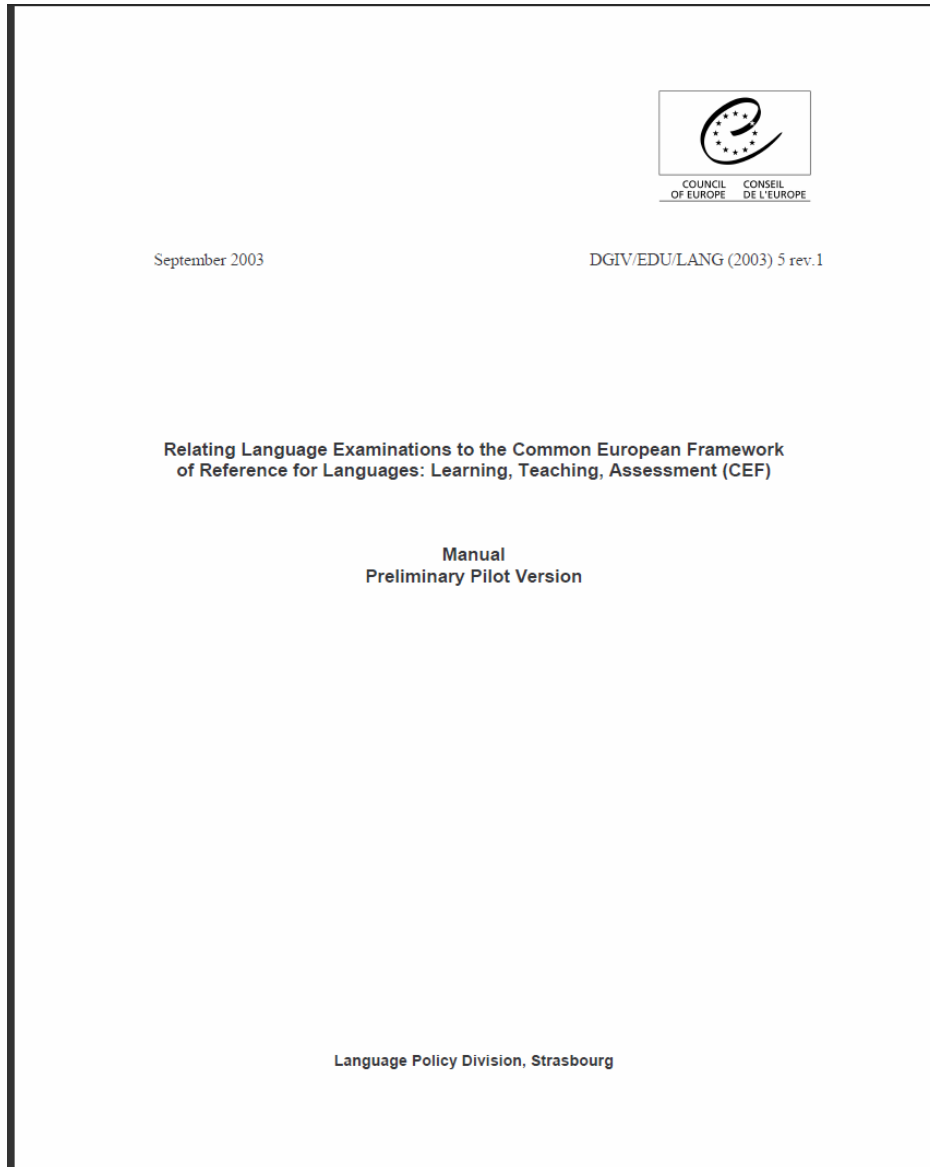 COUNCIL CONSEIL
OF EUROPE DE L'EUROPE
September 2003 DGIV/EDU/LANG (2003) 5 rev.1
Relating Language Examinations to the Common European Framework
of Reference for Languages: Learning, Teaching, Assessment (CEF)
Manual
Preliminary Pilot Version
Language Policy Division, Strasbourg